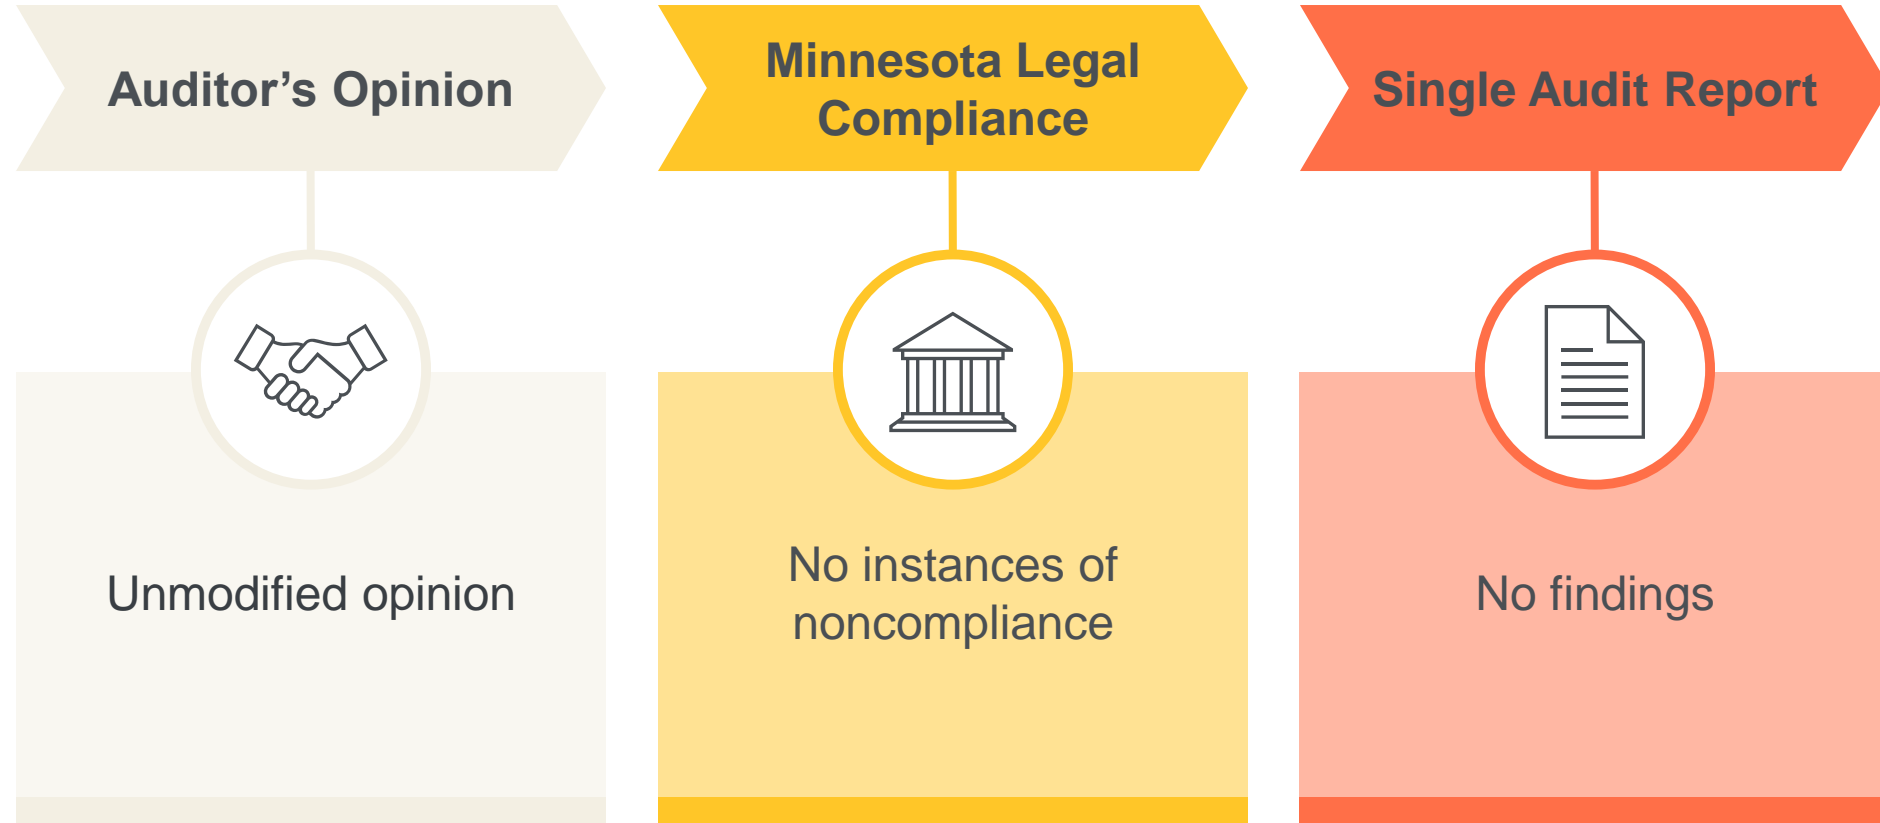 Auditor’s Opinion
Minnesota Legal
Compliance
Single Audit Report
Unmodified opinion
No instances of
noncompliance
No findings